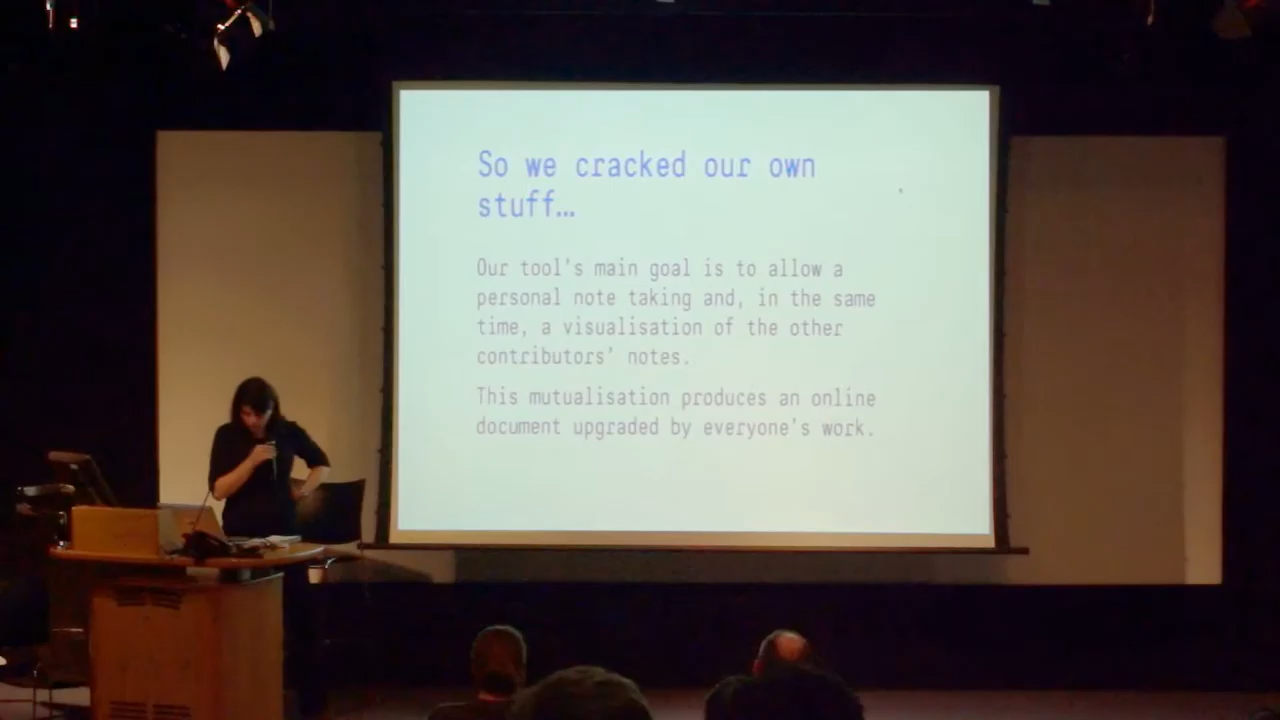 So we cracked our own
stuff…
Our tool's main goal is to allow a
personal note taking and, in the same
time, a visualisation of the other
contributors' notes.
This mutualisation produces an online
document upgraded by everyone's work.